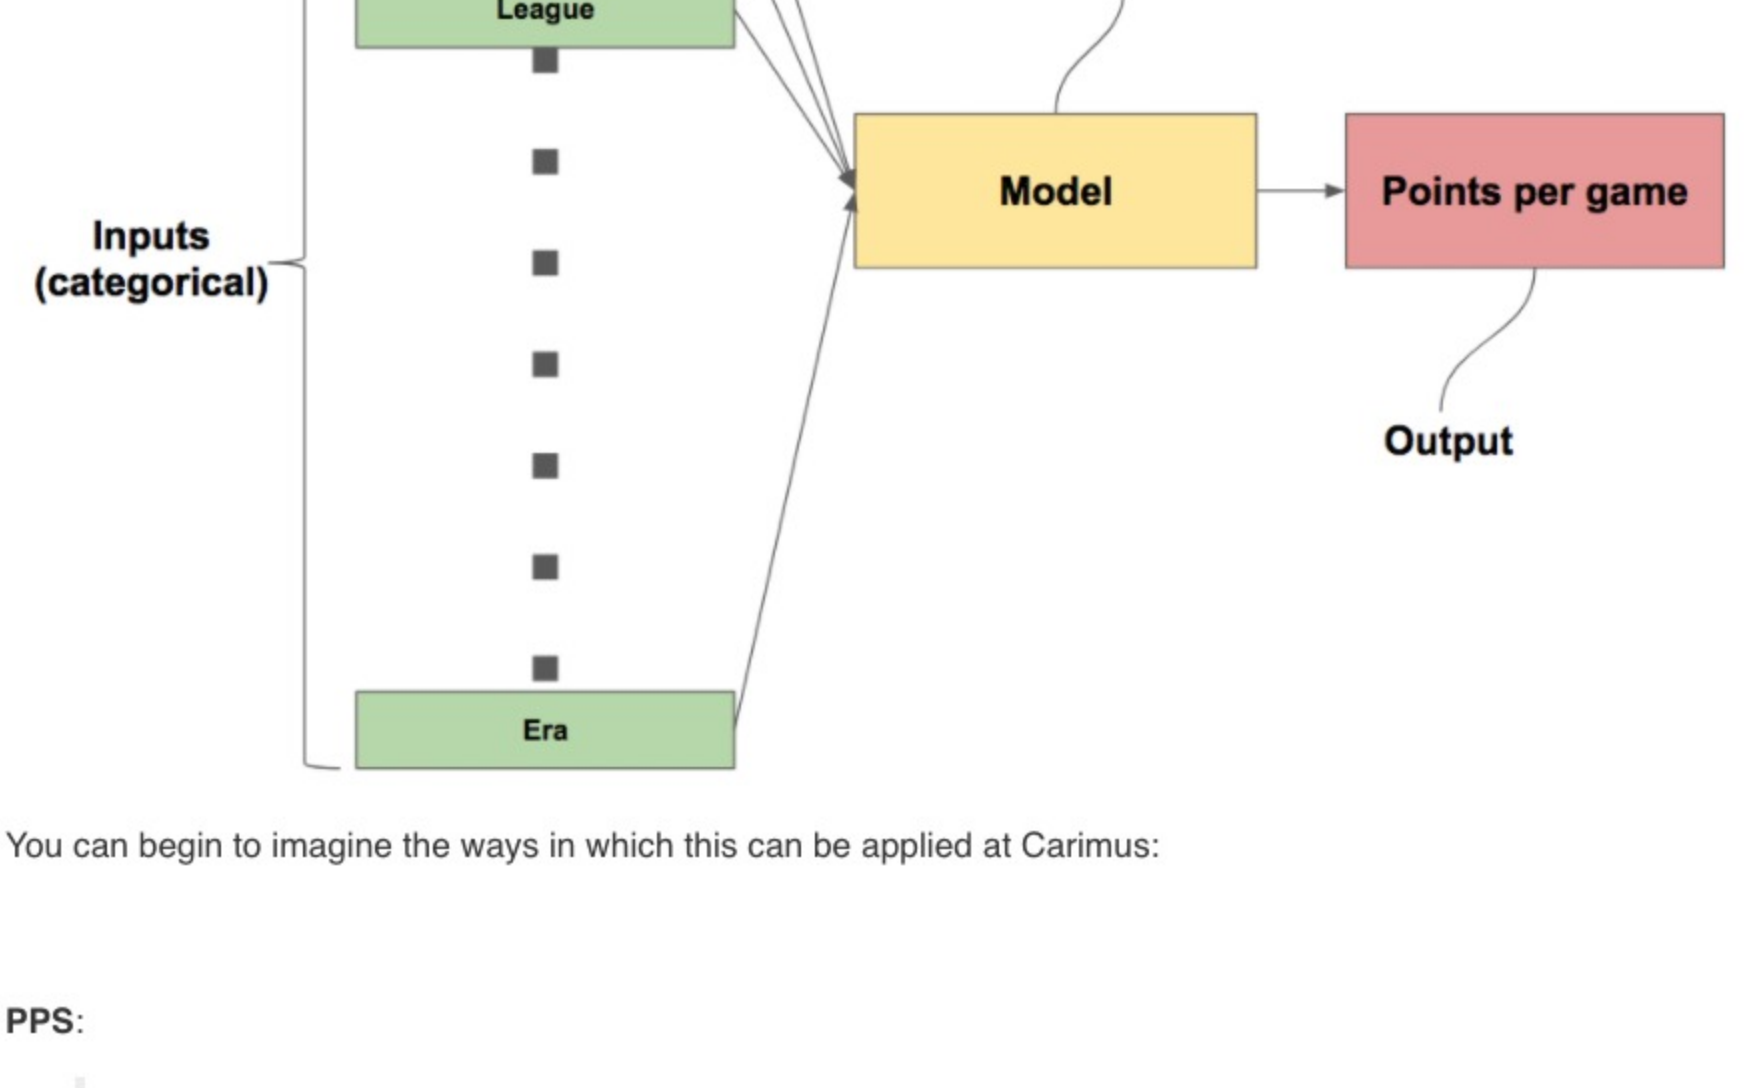 League
Model
Points per game
Inputs
(categorical)
Output
Era
You can begin to imagine the ways in which this can be applied at Carimus:
PPS: